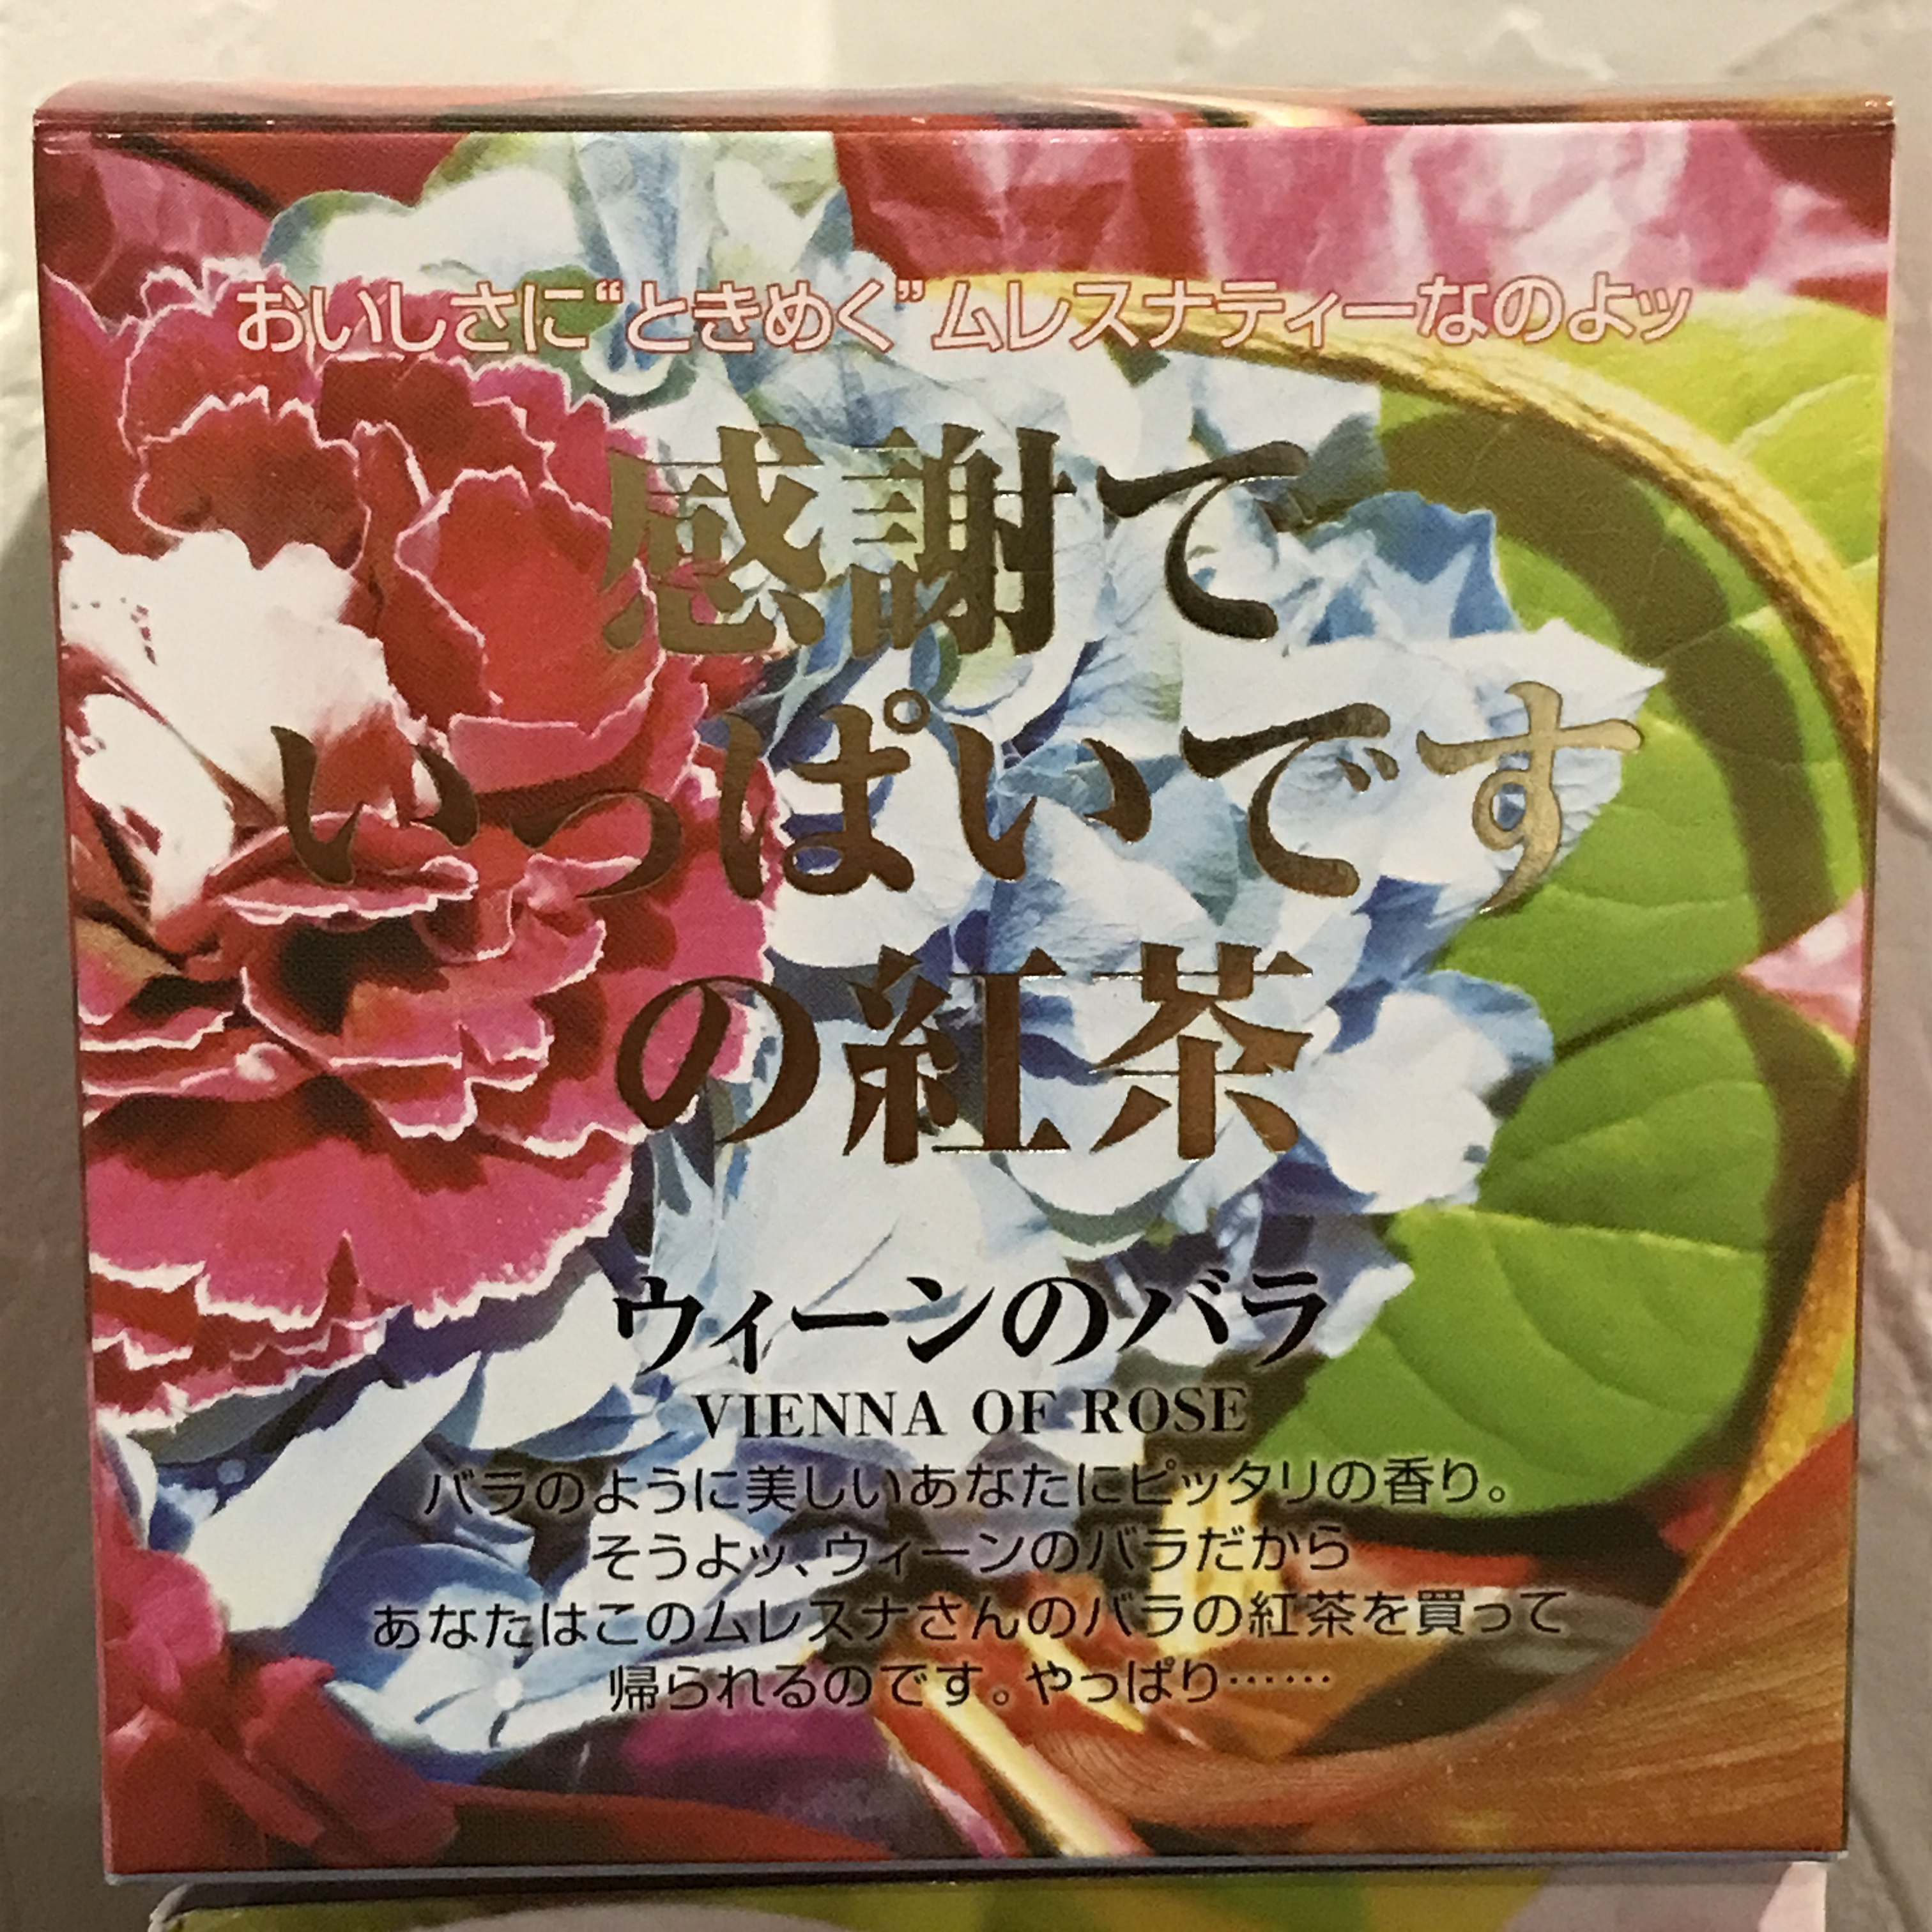 おいしさに“ときめく”ムレスナティーなのよッ
感謝て
いっぱいです
の紅茶
ウィーンのバラ
VIENNA OF ROSE
バラのように美しいあなたにピッタリの香り。
そうよッ、ウィーンのバラだから
あなたはこのムレスナさんのバラの紅茶を買って
帰られるのです。やっぱり……